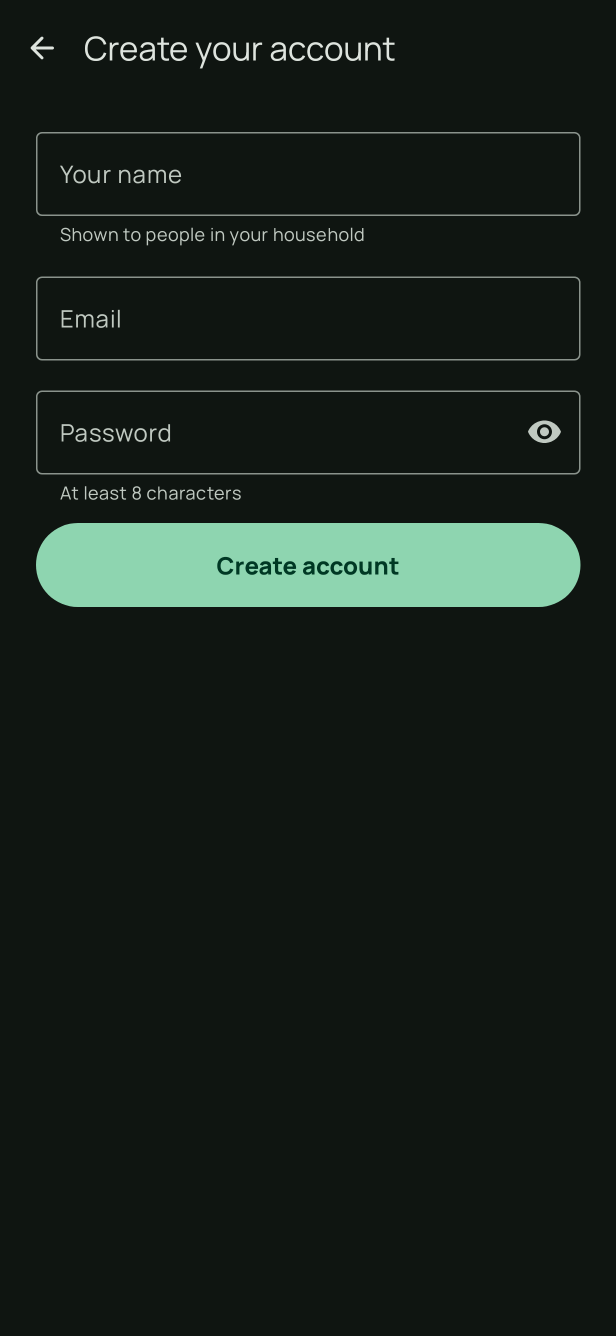 Create your account
Your name
Shown to people in your household
Email
Password
At least 8 characters
Create account